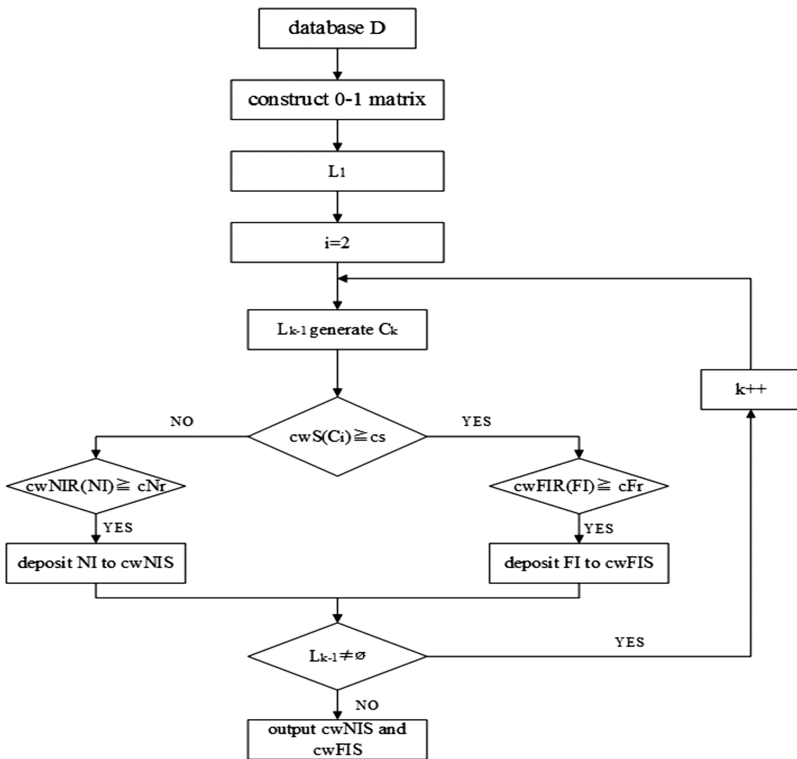 database D
construct 0-1 matrix
L1
i=2
Lk-1 generate Ck
k++
cwS(Ci)≧cs
NO
YES
cwNIR(NI)≧ cNr
cwFIR(FI)≧ cFr
YES
YES
deposit NI to cwNIS
deposit FI to cwFIS
Lk-1≠ø
YES
NO
output cwNIS and
cwFIS